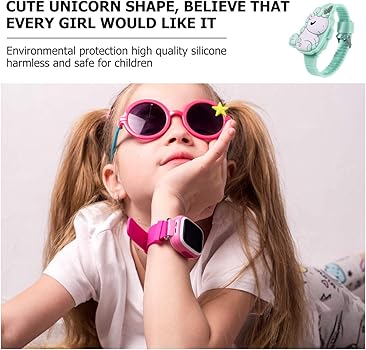 CUTE UNICORN SHAPE, BELIEVE THAT
EVERY GIRL WOULD LIKE IT
Environmental protection high quality silicone
harmless and safe for children